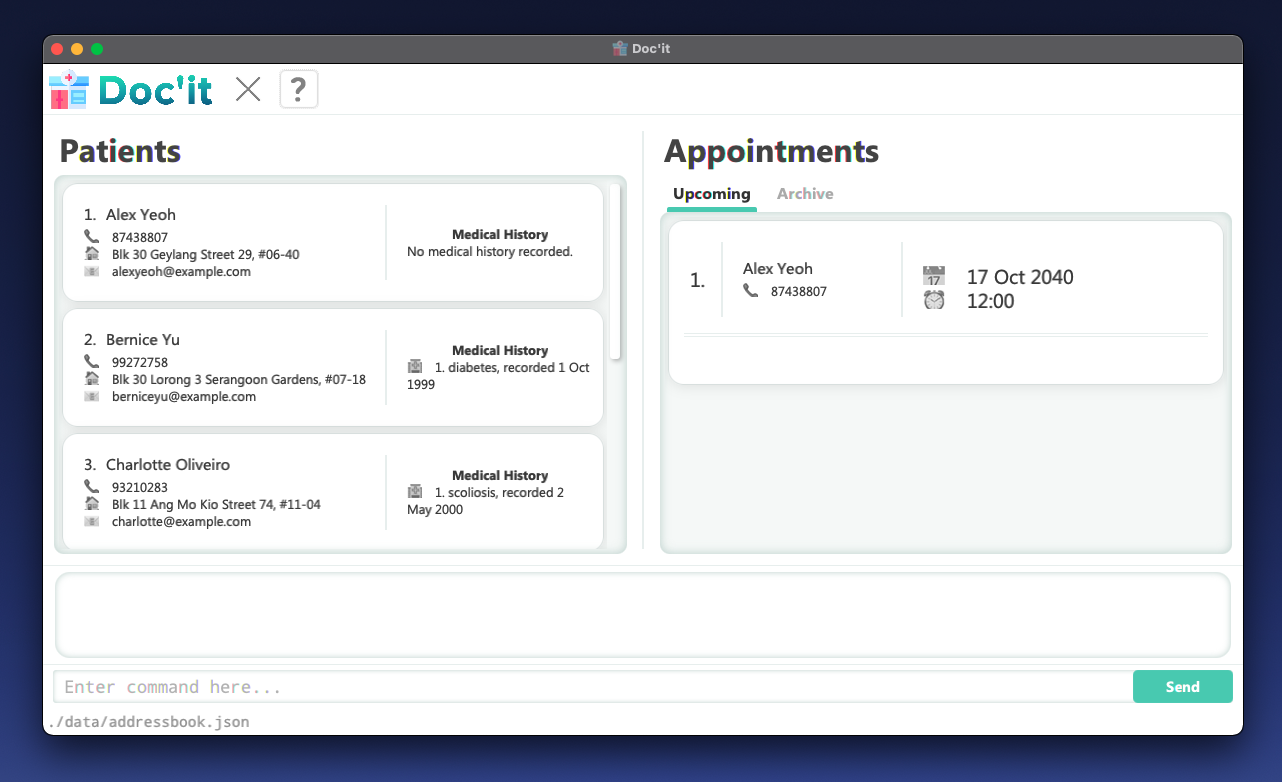 Doc'it
Doc'it
?
Patients
1. Alex Yeoh
87438807
Blk 30 Geylang Street 29, #06-40
alexyeoh@example.com
Medical History
No medical history recorded.
2. Bernice Yu
99272758
Blk 30 Lorong 3 Serangoon Gardens, #07-18
berniceyu@example.com
Medical History
1. diabetes, recorded 1 Oct
1999
3. Charlotte Oliveiro
93210283
Blk 11 Ang Mo Kio Street 74, #11-04
charlotte@example.com
Medical History
1. scoliosis, recorded 2
May 2000
Appointments
Upcoming Archive
1.
Alex Yeoh
87438807
17
17 Oct 2040
12:00
Enter command here...
Send
./data/addressbook.json